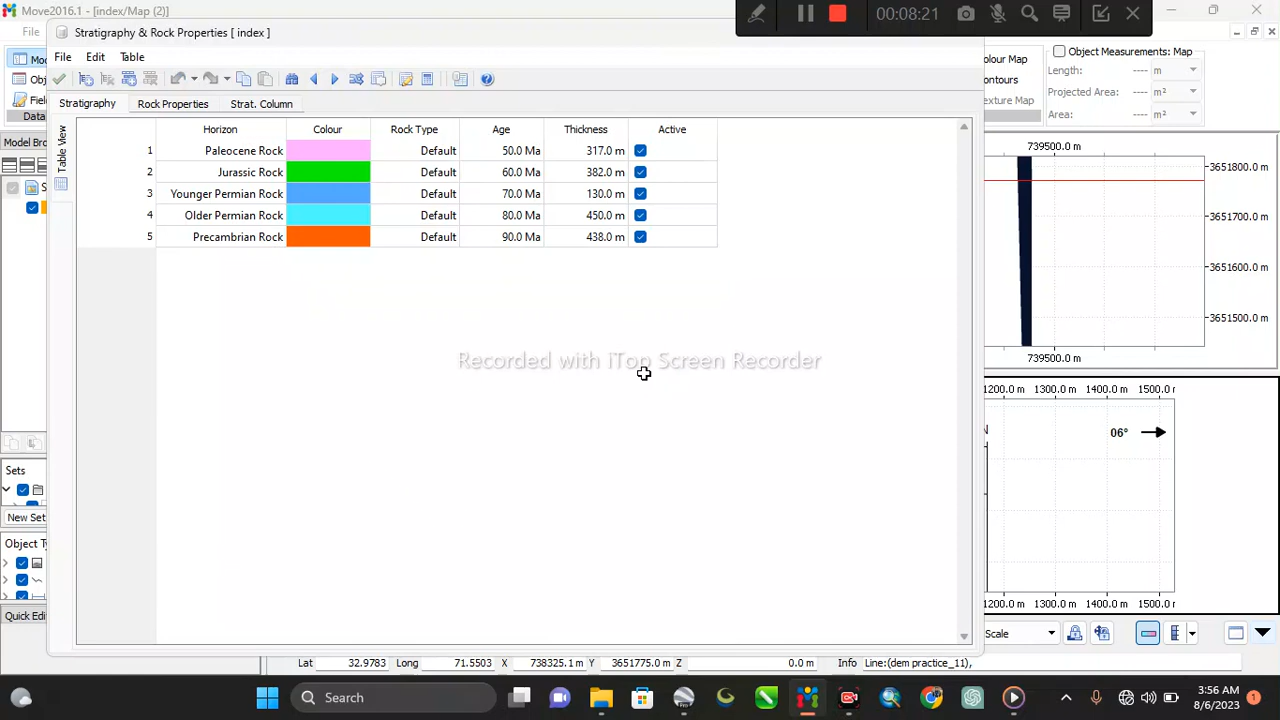 Move2016.1 - [index/Map (2)]
00:08:21
Stratigraphy & Rock Properties [ index ]
File
File Edit Table
Mo
Obj
Field
Data
Stratigraphy Rock Properties Strat. Column
Table View
Horizon Colour Rock Type Age Thickness Active
1 Paleocene Rock Default 50.0 Ma 317.0 m
2 Jurassic Rock Default 60.0 Ma 382.0 m
3 Younger Permian Rock Default 70.0 Ma 130.0 m
4 Older Permian Rock Default 80.0 Ma 450.0 m
5 Precambrian Rock Default 90.0 Ma 438.0 m
Recorded with iTop Screen Recorder
olour Map
ontours
exture Map
Object Measurements: Map
Length: ---- m
Projected Area: ---- m²
Area: ---- m²
739500.0 m
3651800.m
3651700.m
3651600.m
3651500.m
739500.0 m
1200.0 m 1300.0 m 1400.0 m 1500.0 r
N
06°
1200.0 m 1300.0 m 1400.0 m 1500.0 r
Model Brow
S
Sets
New Set
Object Ty
Quick Edi
Scale
Lat 32.9783 Long 71.5503 X 738325.1 m Y 3651775.0 m Z 0.0 m Info Line:(dem practice_11),
Search
Pro
3:56 AM
8/6/2023
1